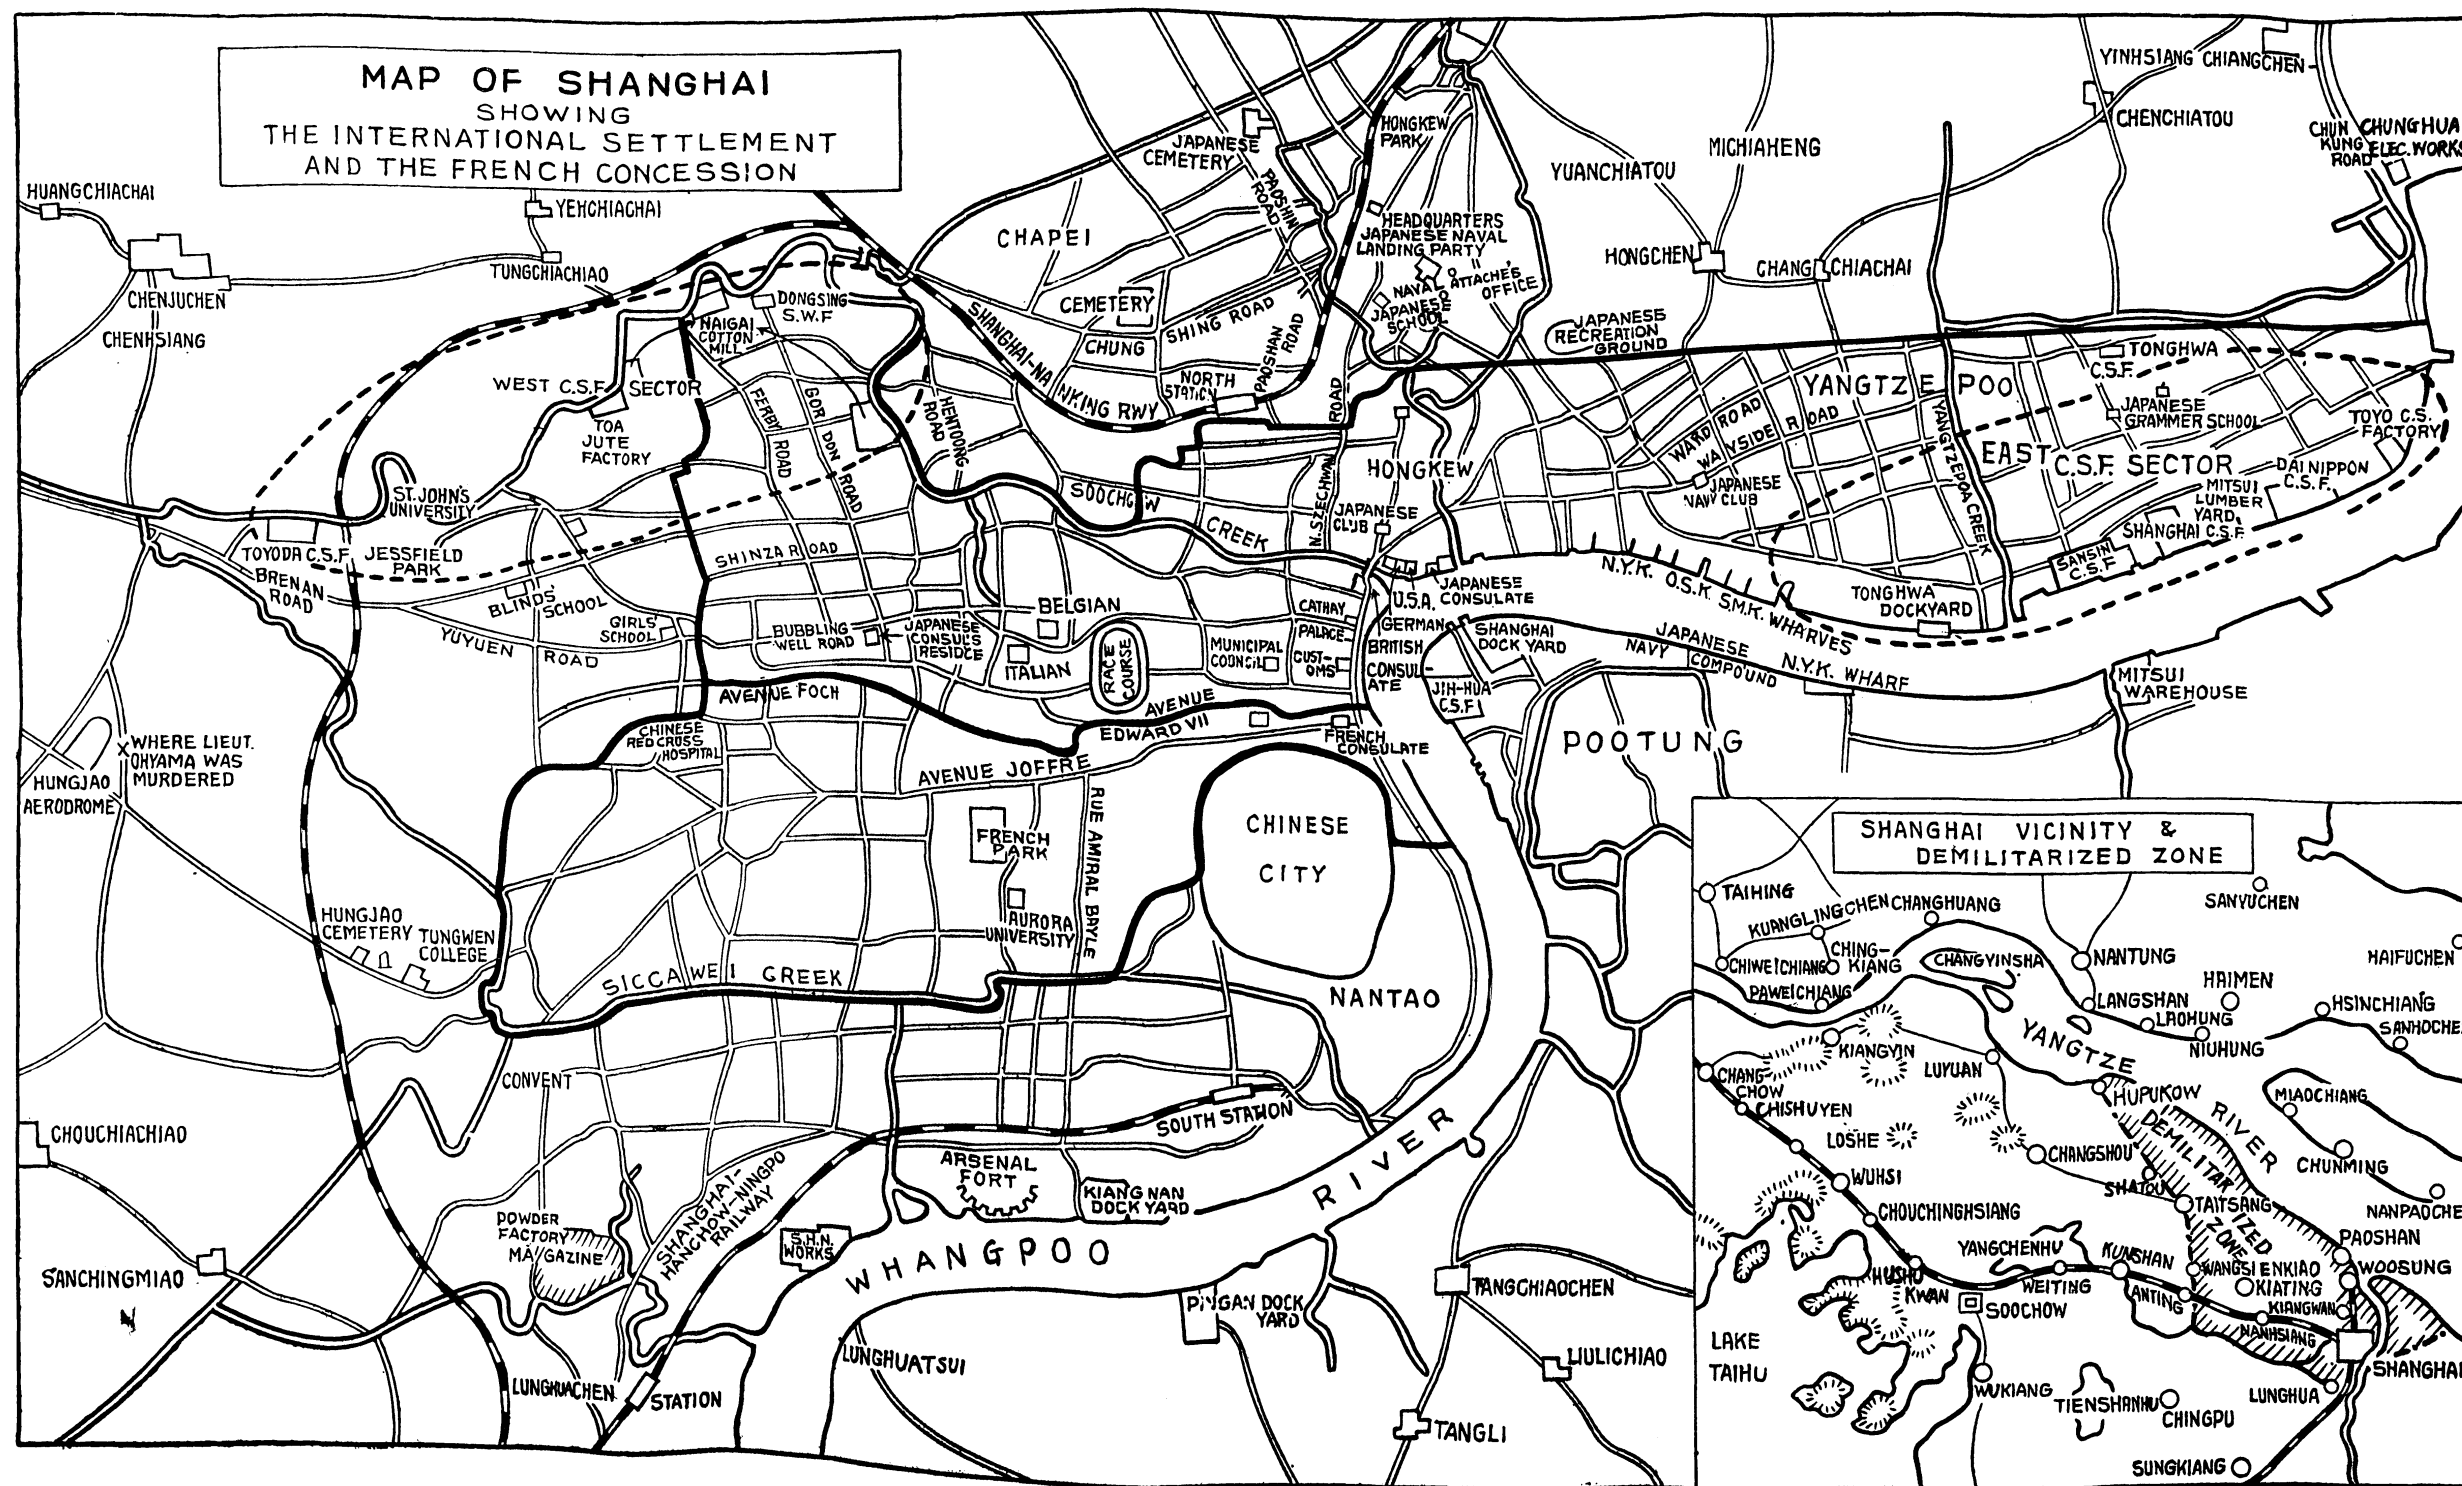 MAP OF SHANGHAI
SHOWING
THE INTERNATIONAL SETTLEMENT
AND THE FRENCH CONCESSION
HUANGCHIACHAI
YEHCHIACHAI
TUNGCHIACHIAO
CHENJUCHEN
CHENHSIANG
CHAPEI
JAPANESE
CEMETERY
PAOSHIN
ROAD
HONGKEW
PARK
HEADQUARTERS
JAPANESE NAVAL
LANDING PARTY
NAVAL ATTACHE'S
OFFICE
JAPANESE
SCHOOL
YUANCHIATOU
MICHIAHENG
HONGCHEN
CHANG CHIACHAI
YINHSIANG CHIANGCHEN
CHENCHIATOU
CHUN
KUNG
ROAD
CHUNGHUA
ELEC. WORKS
JAPANESE
RECREATION
GROUND
DONGSING
S.W.F
NAIGAI
COTTON
MILL
WEST C.S.F. SECTOR
TOA
JUTE
FACTORY
FERRY
ROAD
GORDON
ROAD
HENTOONG
ROAD
SHANGHAI-NANKING RWY
CEMETERY
CHUNG SHING ROAD
PAOSHAN
ROAD
NORTH
STATION
SOOCHOW CREEK
N. SZECHWAN ROAD
HONGKEW
JAPANESE
CLUB
YANGTZE POO
WARD ROAD
WAYSIDE ROAD
JAPANESE
NAVY CLUB
YANGTZEPOA CREEK
TONGHWA
C.S.F.
JAPANESE
GRAMMER SCHOOL
EAST C.S.F. SECTOR
TOYO C.S.
FACTORY
DAI NIPPON
C.S.F.
MITSUI
LUMBER
YARD
SHANGHAI C.S.F.
SANSIN
C.S.F
TONGHWA
DOCKYARD
N.Y.K. O.S.K S.M.K. WHARVES
ST. JOHN'S
UNIVERSITY
TOYODA C.S.F.
JESSFIELD
PARK
BRENAN
ROAD
BLINDS' SCHOOL
GIRLS'
SCHOOL
YUYUEN ROAD
SHINZA ROAD
BUBBLING
WELL ROAD
JAPANESE
CONSUL'S
RESIDCE
BELGIAN
ITALIAN
RACE
COURSE
MUNICIPAL
COUNCIL
CATHAY
PALACE
CUST-
OMS
JAPANESE
CONSULATE
U.S.A.
GERMAN
BRITISH
CONSUL-
ATE
SHANGHAI
DOCK YARD
JAPANESE
NAVY COMPOUND
N.Y.K. WHARF
MITSUI
WAREHOUSE
JIH-HUA
C.S.F
POOTUNG
AVENUE FOCH
AVENUE
EDWARD VII
FRENCH
CONSULATE
CHINESE
RED CROSS
HOSPITAL
AVENUE JOFFRE
WHERE LIEUT.
OHYAMA WAS
MURDERED
HUNGJAO
AERODROME
FRENCH
PARK
RUE AMIRAL BAYLE
CHINESE
CITY
AURORA
UNIVERSITY
HUNGJAO
CEMETERY
TUNGWEN
COLLEGE
SICCAWEI CREEK
NANTAO
CONVENT
SOUTH STATION
CHOUCHIACHIAO
ARSENAL
FORT
KIANG NAN
DOCK YARD
SHANGHAI-
HANCHOW-NINGPO
RAILWAY
POWDER
FACTORY
MAGAZINE
S.H.N.
WORKS
WHANGPOO RIVER
SANCHINGMIAO
LUNGHUACHEN
STATION
LUNGHUATSUI
PINGAN DOCK
YARD
TANGCHIAOCHEN
LIULICHIAO
TANGLI
SHANGHAI VICINITY &
DEMILITARIZED ZONE
TAIHING
KUANGLINGCHEN
CHANGHUANG
SANYUCHEN
CHIWEICHIANG
CHING-
KIANG
CHANGYINSHA
NANTUNG
HAIMEN
HAIFUCHEN
PAWEICHIANG
LANGSHAN
LAOHUNG
HSINCHIANG
SANHOCHE
NIUHUNG
KIANGYIN
LUYUAN
YANGTZE RIVER
CHANG-
CHOW
CHISHUYEN
HUPUKOW
MIAOCHIANG
LOSHE
CHANGSHOU
DEMILITARIZED
ZONE
CHUNMING
WUHSI
SHATOU
TAITSANG
NANPAOCHE
CHOUCHINGHSIANG
PAOSHAN
YANGCHENHU
KUNSHAN
WANGSIENKIAO
WOOSUNG
HUSHU
KWAN
WEITING
KIATING
ANTING
KIANGWAN
SOOCHOW
NANHSIANG
LAKE
TAIHU
SHANGHAI
WUKIANG
TIENSHANHU
CHINGPU
LUNGHUA
SUNGKIANG